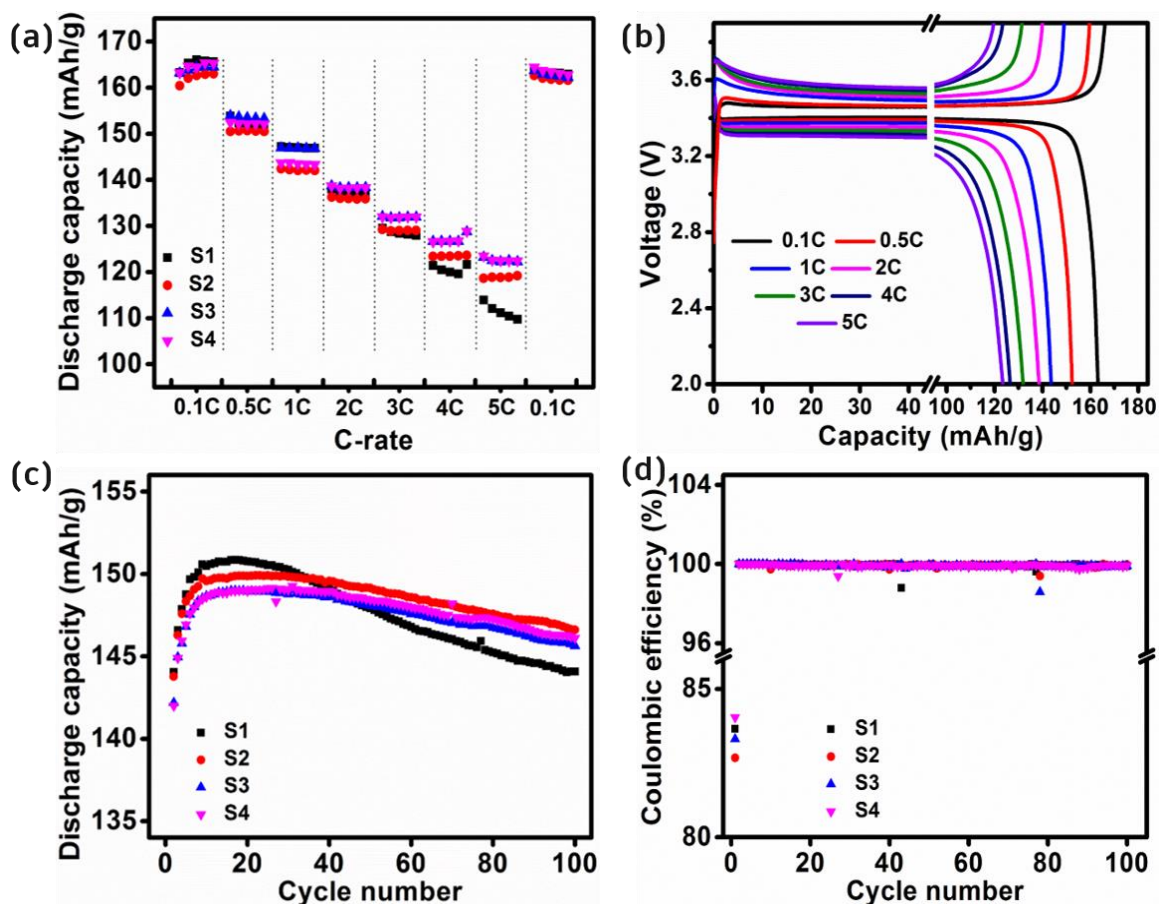 (a)
Discharge capacity (mAh/g)
170
160
150
140
130
120
110
100
S1
S2
S3
S4
0.1C 0.5C 1C 2C 3C 4C 5C 0.1C
C-rate
(b)
Voltage (V)
3.6
3.2
2.8
2.4
2.0
0.1C 0.5C
1C 2C
3C 4C
5C
0 10 20 30 40 100 120 140 160 180
Capacity (mAh/g)
(c)
Discharge capacity (mAh/g)
155
150
145
140
135
S1
S2
S3
S4
0 20 40 60 80 100
Cycle number
(d)
Coulombic efficiency (%)
104
100
96
85
80
S1
S2
S3
S4
0 20 40 60 80 100
Cycle number